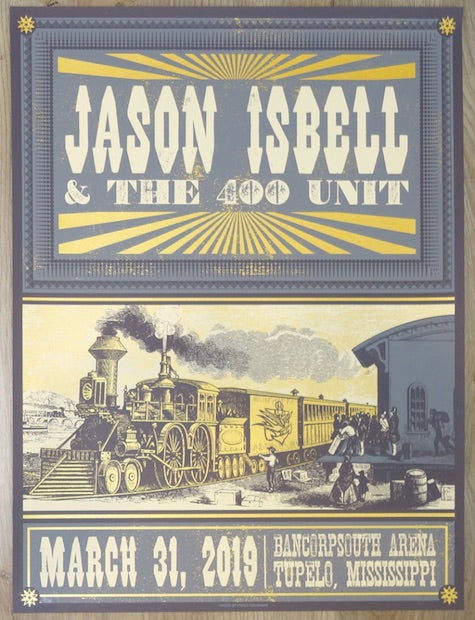 JASON ISBELL
& THE 400 UNIT
MARCH 31, 2019
BANCORPSOUTH ARENA
TUPELO, MISSISSIPPI